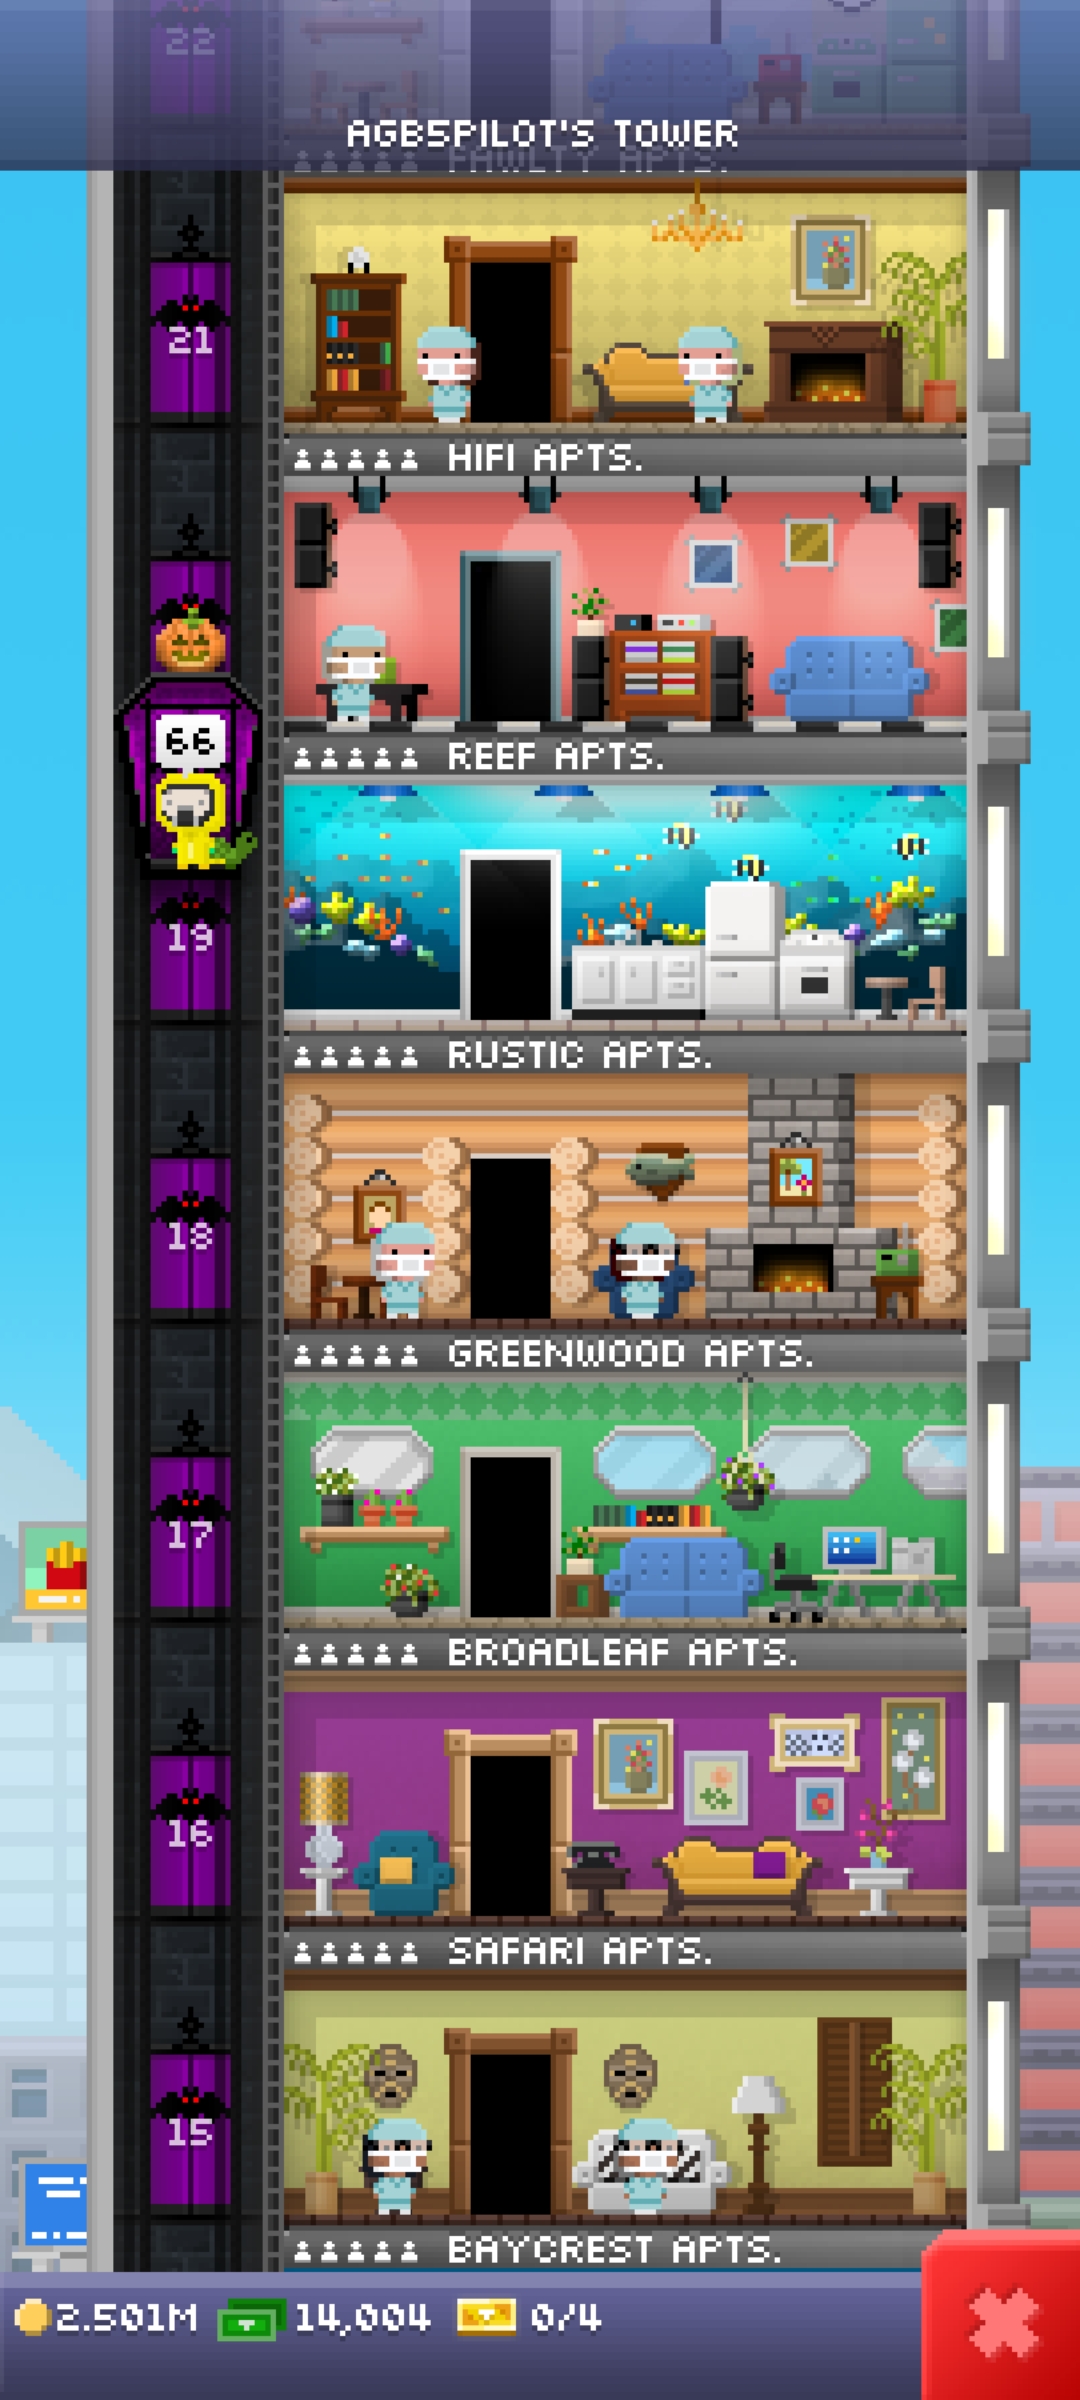 22
AGB5PILOT'S TOWER
FAWLTY APTS.
21
HIFI APTS.
66
REEF APTS.
19
RUSTIC APTS.
18
GREENWOOD APTS.
17
BROADLEAF APTS.
16
SAFARI APTS.
15
BAYCREST APTS.
2.501M 14,004 0/4